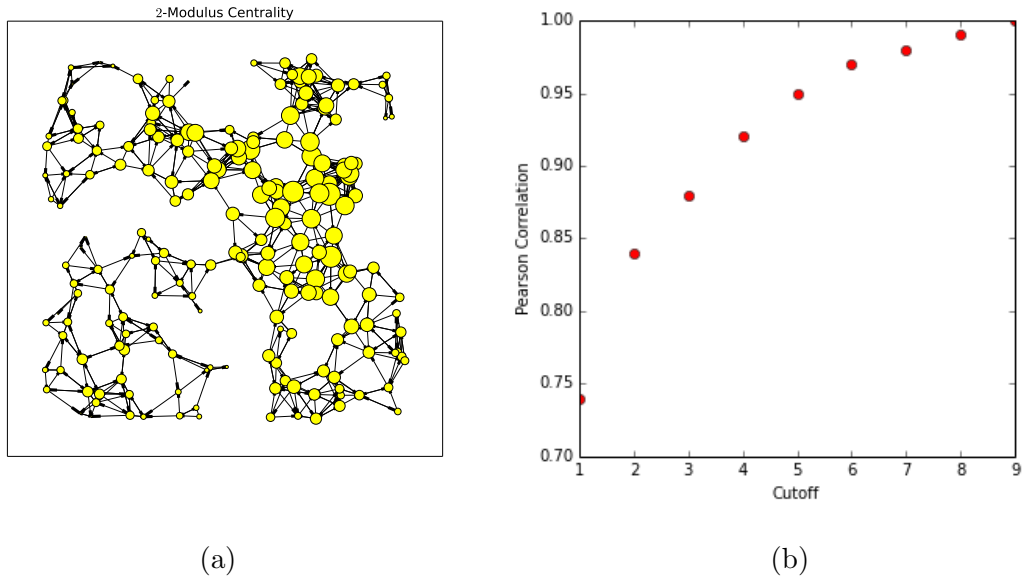 2-Modulus Centrality
1.00
0.95
0.90
0.85
0.80
0.75
0.70
Pearson Correlation
1 2 3 4 5 6 7 8 9
Cutoff
(a)
(b)